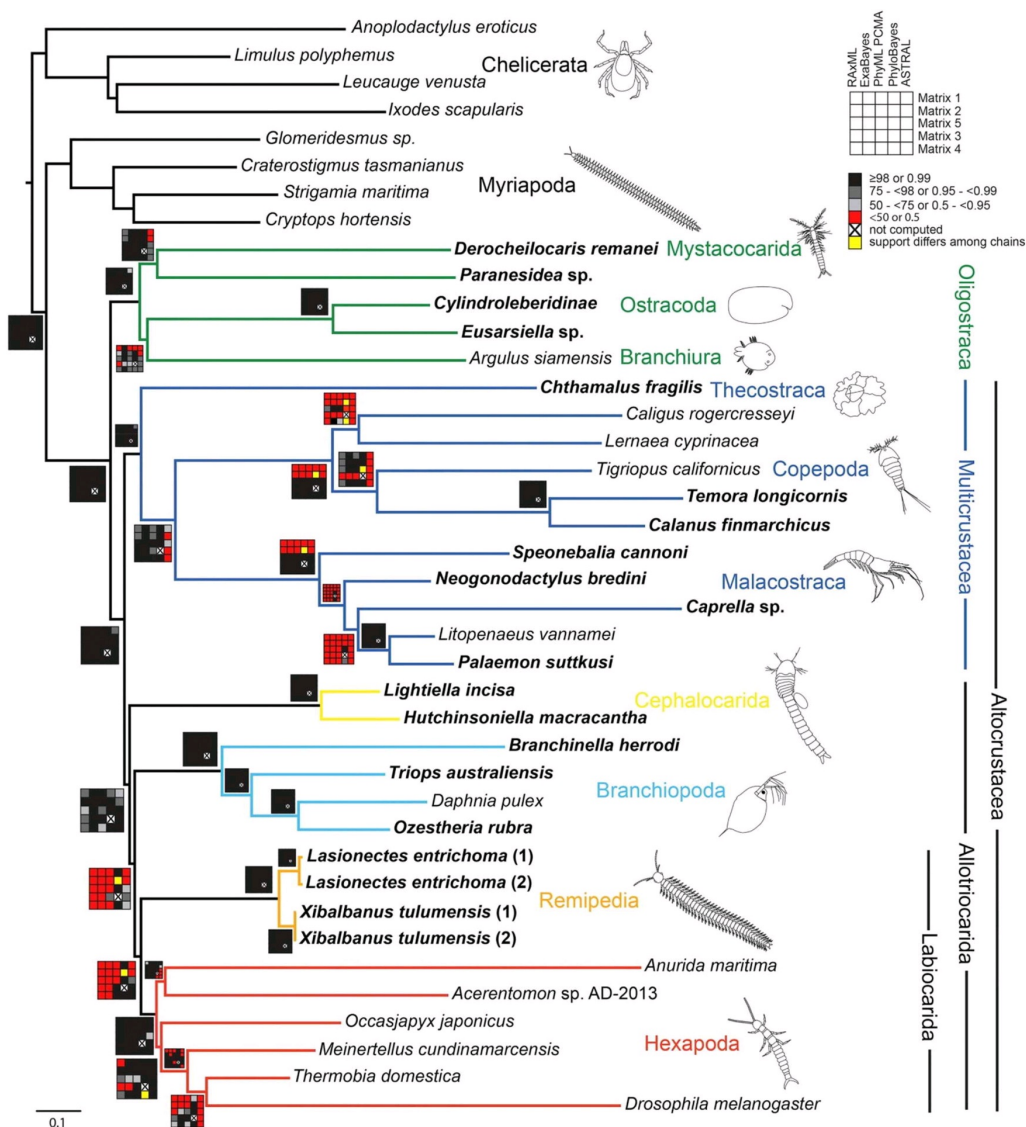 Anoplodactylus eroticus
Limulus polyphemus
Leucauge venusta
Ixodes scapularis
Chelicerata
Glomeridesmus sp.
Craterostigmus tasmanianus
Strigamia maritima
Cryptops hortensis
Myriapoda
RAxML
ExaBayes
PhyML PCMA
PhyloBayes
ASTRAL
Matrix 1
Matrix 2
Matrix 5
Matrix 3
Matrix 4
≥98 or 0.99
75 - <98 or 0.95 - <0.99
50 - <75 or 0.5 - <0.95
<50 or 0.5
not computed
support differs among chains
Derocheilocaris remanei
Mystacocarida
Paranesidea sp.
Cylindroleberidinae
Ostracoda
Eusarsiella sp.
Argulus siamensis
Branchiura
Oligostraca
Chthamalus fragilis
Thecostraca
Caligus rogercresseyi
Lernaea cyprinacea
Tigriopus californicus
Copepoda
Temora longicornis
Calanus finmarchicus
Speonebalia cannoni
Neogonodactylus bredini
Malacostraca
Caprella sp.
Litopenaeus vannamei
Palaemon suttkusi
Multicrustacea
Lightiella incisa
Cephalocarida
Hutchinsoniella macracantha
Branchinella herrodi
Triops australiensis
Branchiopoda
Daphnia pulex
Ozestheria rubra
Altocrustacea
Lasionectes entrichoma (1)
Lasionectes entrichoma (2)
Remipedia
Xibalbanus tulumensis (1)
Xibalbanus tulumensis (2)
Allotriocarida
Labiocarida
Anurida maritima
Acerentomon sp. AD-2013
Occasjapyx japonicus
Hexapoda
Meinertellus cundinamarcensis
Thermobia domestica
Drosophila melanogaster
0.1